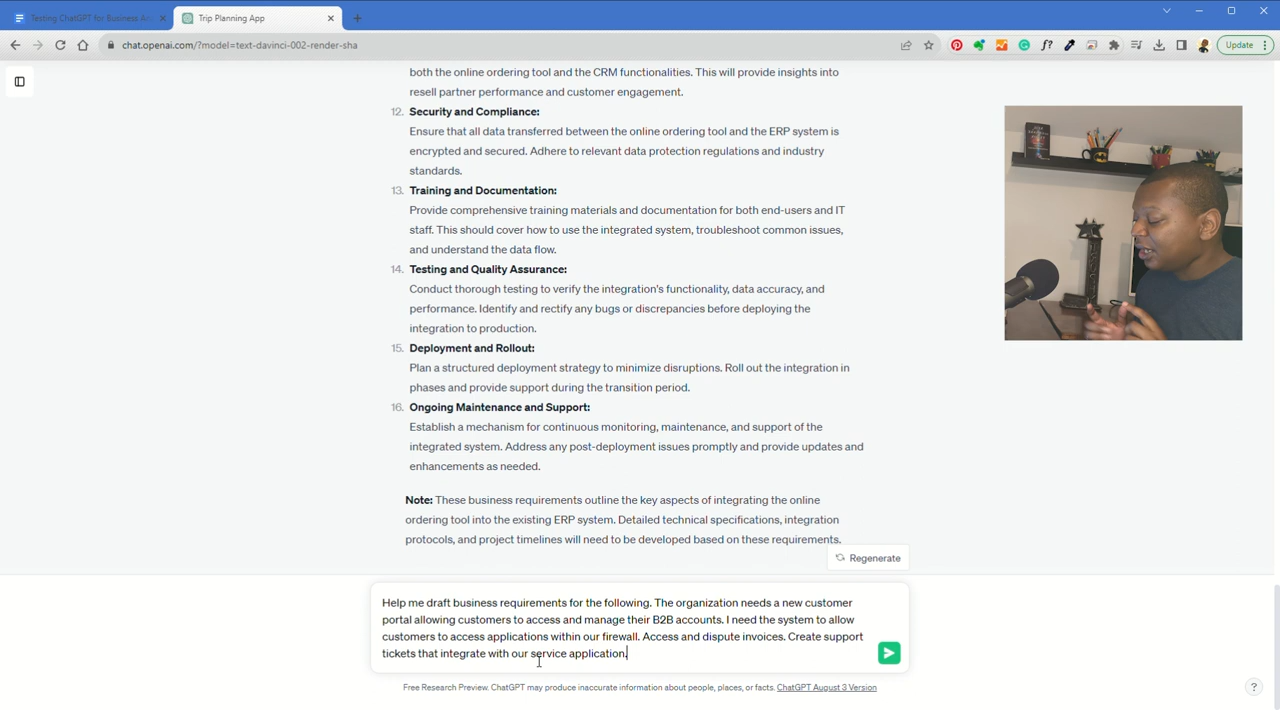 Testing ChatGPT for Business An
Trip Planning App
chat.openai.com/?model=text-davinci-002-render-sha
Update
both the online ordering tool and the CRM functionalities. This will provide insights into
resell partner performance and customer engagement.
12. Security and Compliance:
Ensure that all data transferred between the online ordering tool and the ERP system is
encrypted and secured. Adhere to relevant data protection regulations and industry
standards.
13. Training and Documentation:
Provide comprehensive training materials and documentation for both end-users and IT
staff. This should cover how to use the integrated system, troubleshoot common issues,
and understand the data flow.
14. Testing and Quality Assurance:
Conduct thorough testing to verify the integration's functionality, data accuracy, and
performance. Identify and rectify any bugs or discrepancies before deploying the
integration to production.
15. Deployment and Rollout:
Plan a structured deployment strategy to minimize disruptions. Roll out the integration in
phases and provide support during the transition period.
16. Ongoing Maintenance and Support:
Establish a mechanism for continuous monitoring, maintenance, and support of the
integrated system. Address any post-deployment issues promptly and provide updates and
enhancements as needed.
Note: These business requirements outline the key aspects of integrating the online
ordering tool into the existing ERP system. Detailed technical specifications, integration
protocols, and project timelines will need to be developed based on these requirements.
Regenerate
Help me draft business requirements for the following. The organization needs a new customer
portal allowing customers to access and manage their B2B accounts. I need the system to allow
customers to access applications within our firewall. Access and dispute invoices. Create support
tickets that integrate with our service application.
Free Research Preview. ChatGPT may produce inaccurate information about people, places, or facts. ChatGPT August 3 Version
?